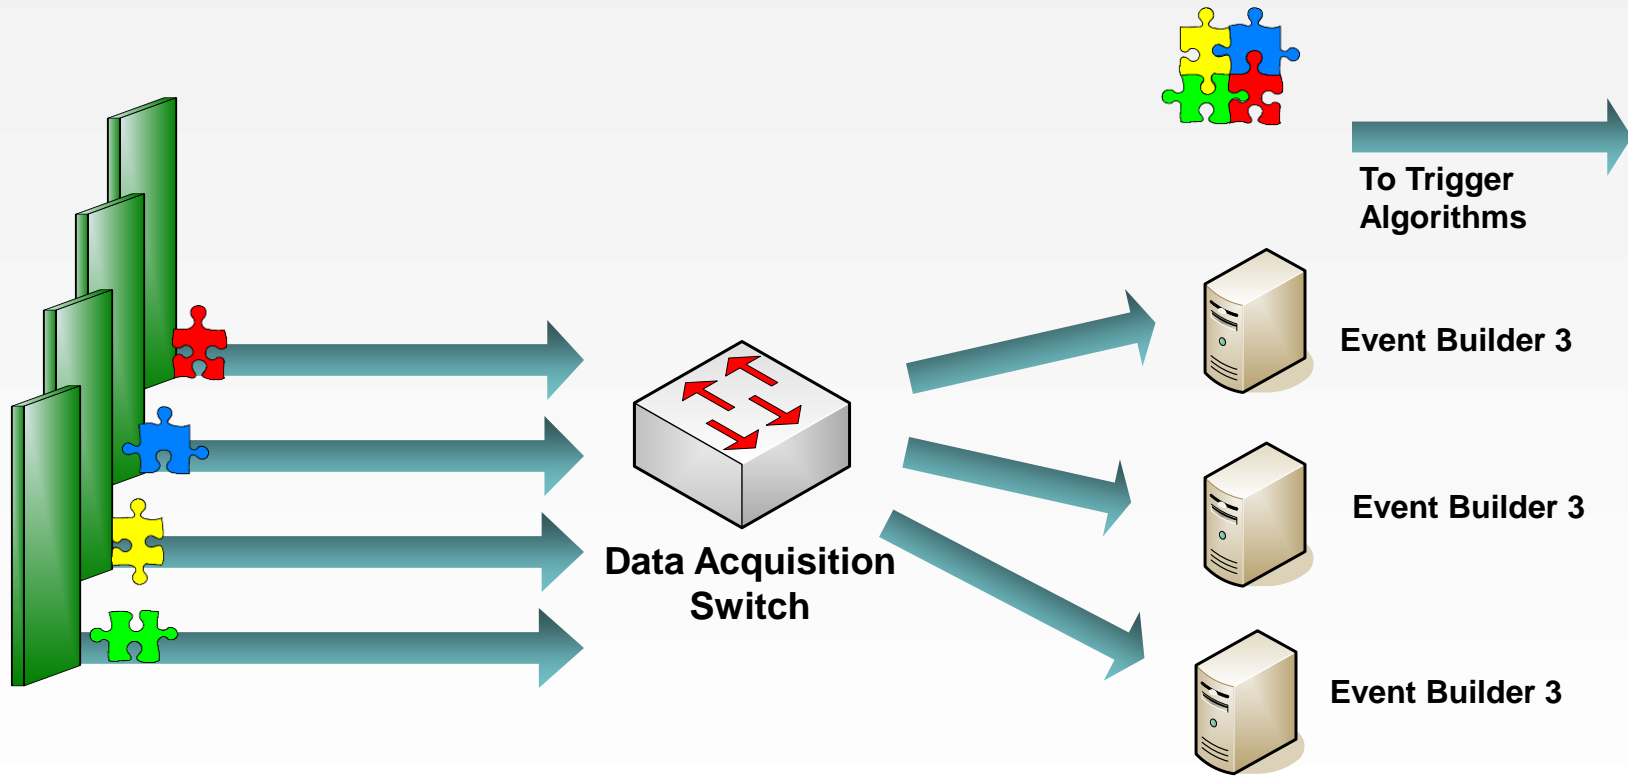 To Trigger
Algorithms
Event Builder 3
Event Builder 3
Data Acquisition
Switch
Event Builder 3